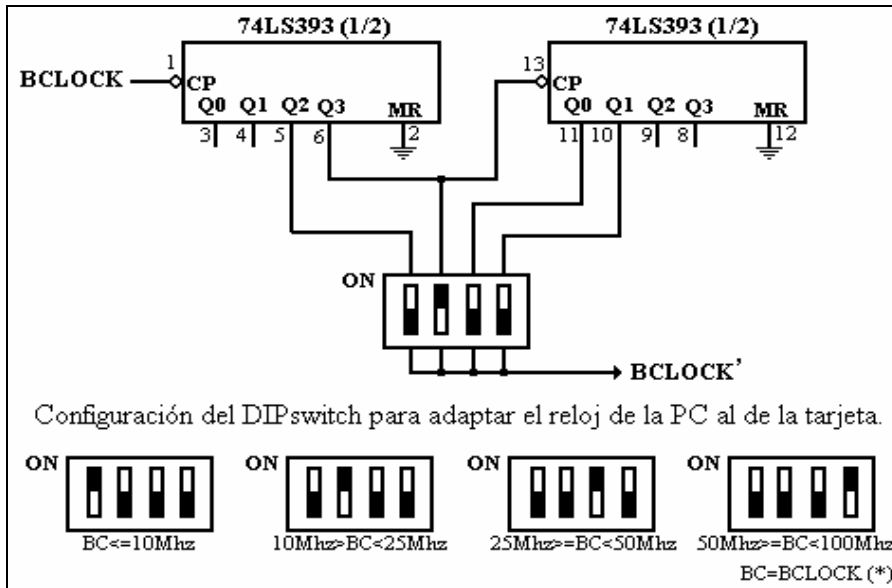 74LS393 (1/2) 74LS393 (1/2)
BCLOCK 1 CP 13 CP
Q0 Q1 Q2 Q3 MR Q0 Q1 Q2 Q3 MR
3 4 5 6 2 11 10 9 8 12
ON
BCLOCK'
Configuración del DIPswitch para adaptar el reloj de la PC al de la tarjeta.
ON ON ON ON
BC<=10Mhz 10Mhz>BC<25Mhz 25Mhz>=BC<50Mhz 50Mhz>=BC<100Mhz
BC=BCLOCK (*)